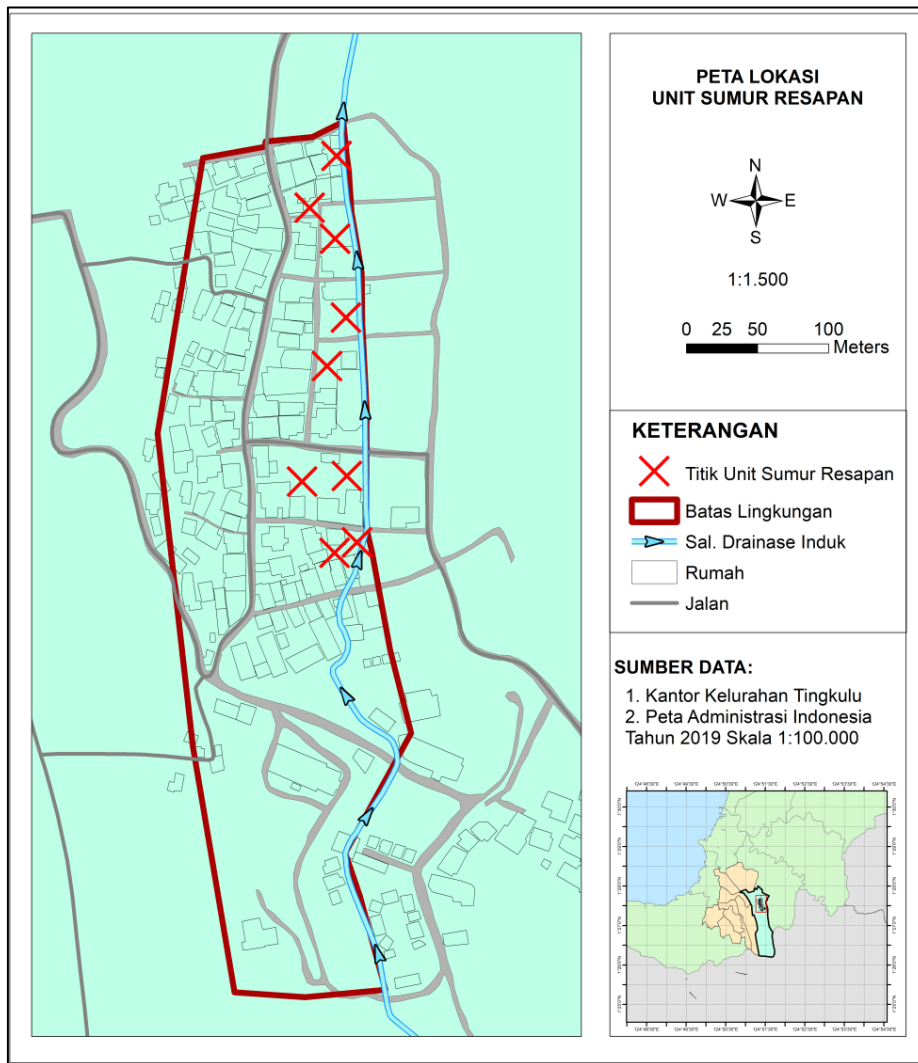 PETA LOKASI
UNIT SUMUR RESAPAN
N
W E
S
1:1.500
0 25 50 100
Meters
KETERANGAN
Titik Unit Sumur Resapan
Batas Lingkungan
Sal. Drainase Induk
Rumah
Jalan
SUMBER DATA:
1. Kantor Kelurahan Tingkulu
2. Peta Administrasi Indonesia
Tahun 2019 Skala 1:100.000